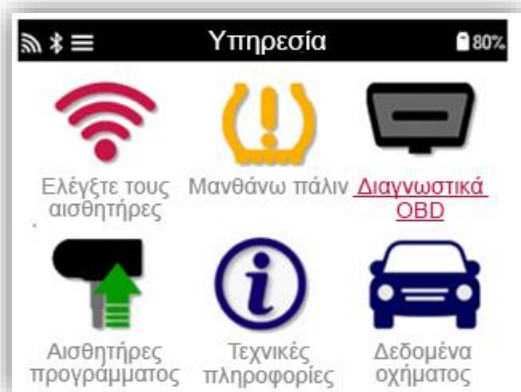 Υπηρεσία 80%
Ελέγξτε τους αισθητήρες
Μανθάνω πάλιν
Διαγνωστικά OBD
Αισθητήρες προγράμματος
Τεχνικές πληροφορίες
Δεδομένα οχήματος